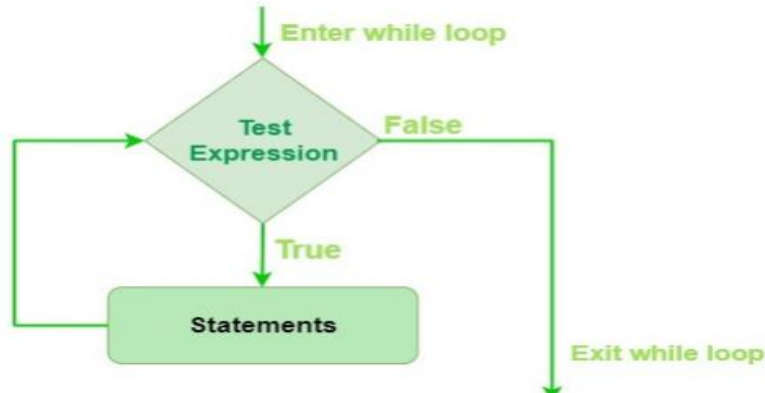 Enter while loop
Test
Expression
False
True
Statements
Exit while loop